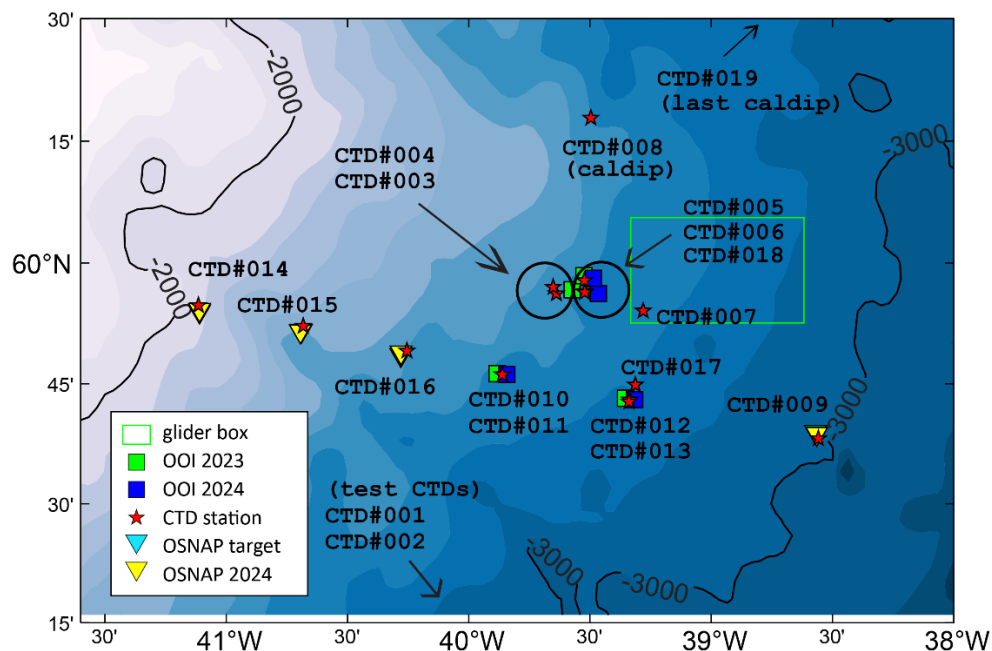 30'
-2000
CTD#019
(last caldip)
15'
CTD#008
(caldip)
-3000
CTD#004
CTD#003
CTD#005
CTD#006
CTD#018
60°N
CTD#014
-2000
CTD#015
CTD#007
CTD#016
CTD#017
45'
CTD#010
CTD#011
CTD#012
CTD#013
CTD#009
-3000
glider box
OOI 2023
OOI 2024
CTD station
OSNAP target
OSNAP 2024
30'
(test CTDs)
CTD#001
CTD#002
-3000
-3000
15'
30'
41°W
30'
40°W
30'
39°W
30'
38°W